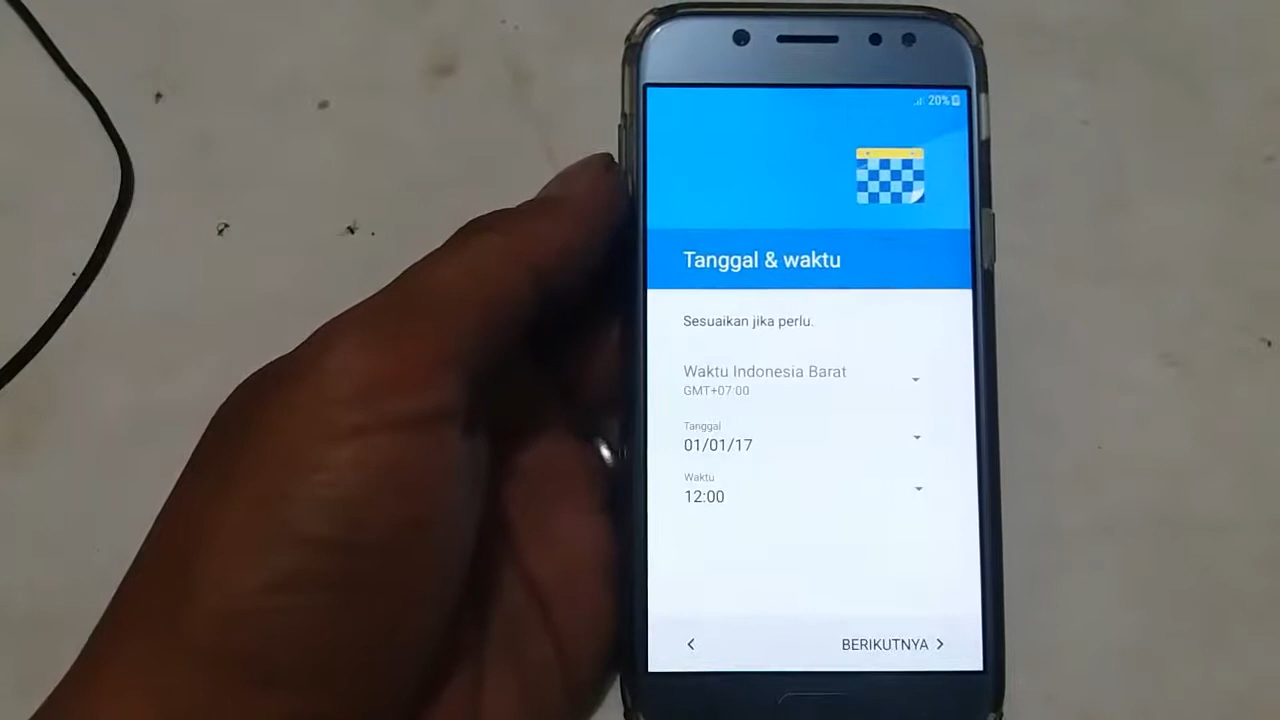 20%
Tanggal & waktu
Sesuaikan jika perlu.
Waktu Indonesia Barat
GMT+07:00
Tanggal
01/01/17
Waktu
12:00
BERIKUTNYA